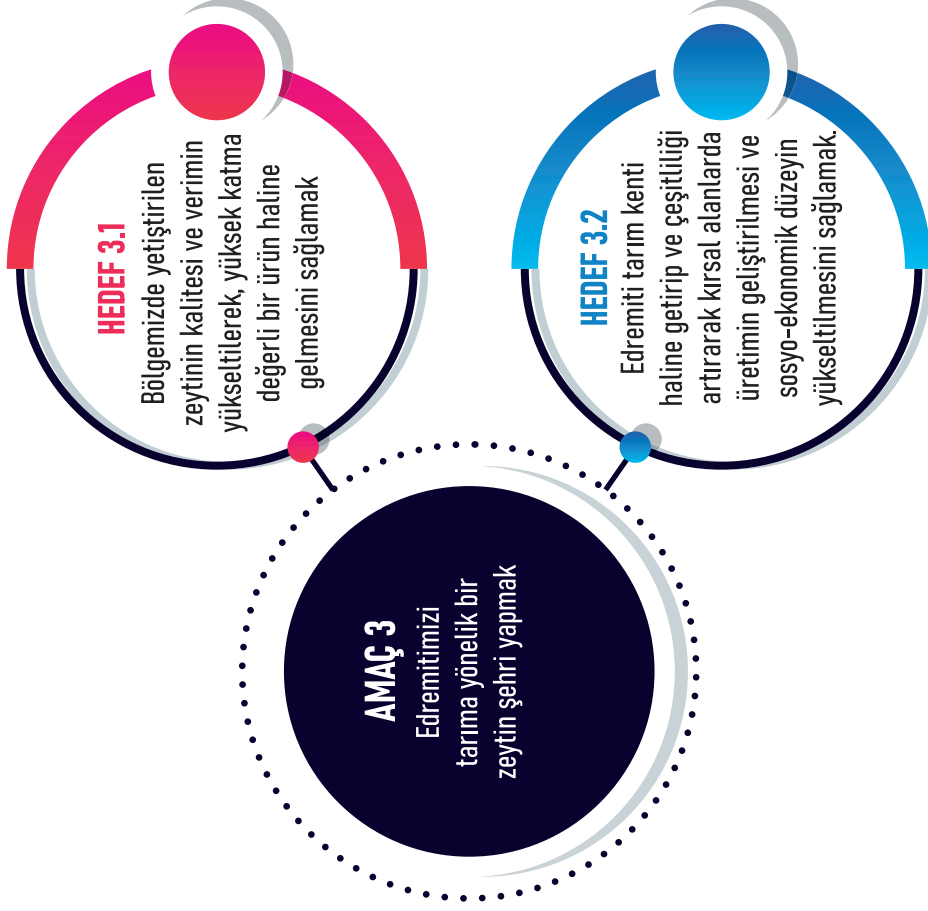 AMAÇ 3
Edremitimizi
tarıma yönelik bir
zeytin şehri yapmak
HEDEF 3.1
Bölgemizde yetiştirilen
zeytinin kalitesi ve verimin
yükseltilerek, yüksek katma
değerli bir ürün haline
gelmesini sağlamak
HEDEF 3.2
Edremiti tarım kenti
haline getirip ve çeşitliliği
artırarak kırsal alanlarda
üretimin geliştirilmesi ve
sosyo-ekonomik düzeyin
yükseltilmesini sağlamak.